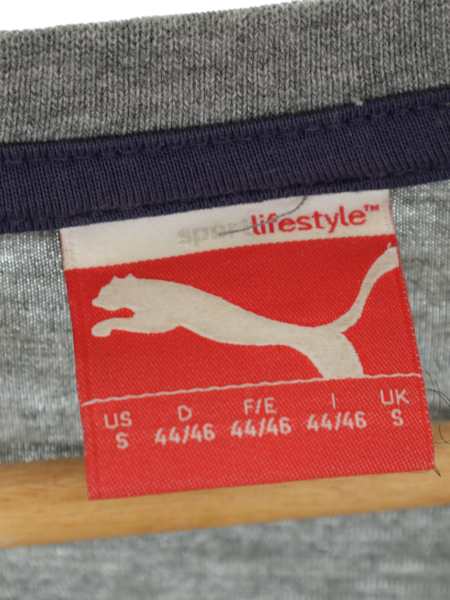 sportlifestyle™
US D F/E I UK
S 44/46 44/46 44/46 S